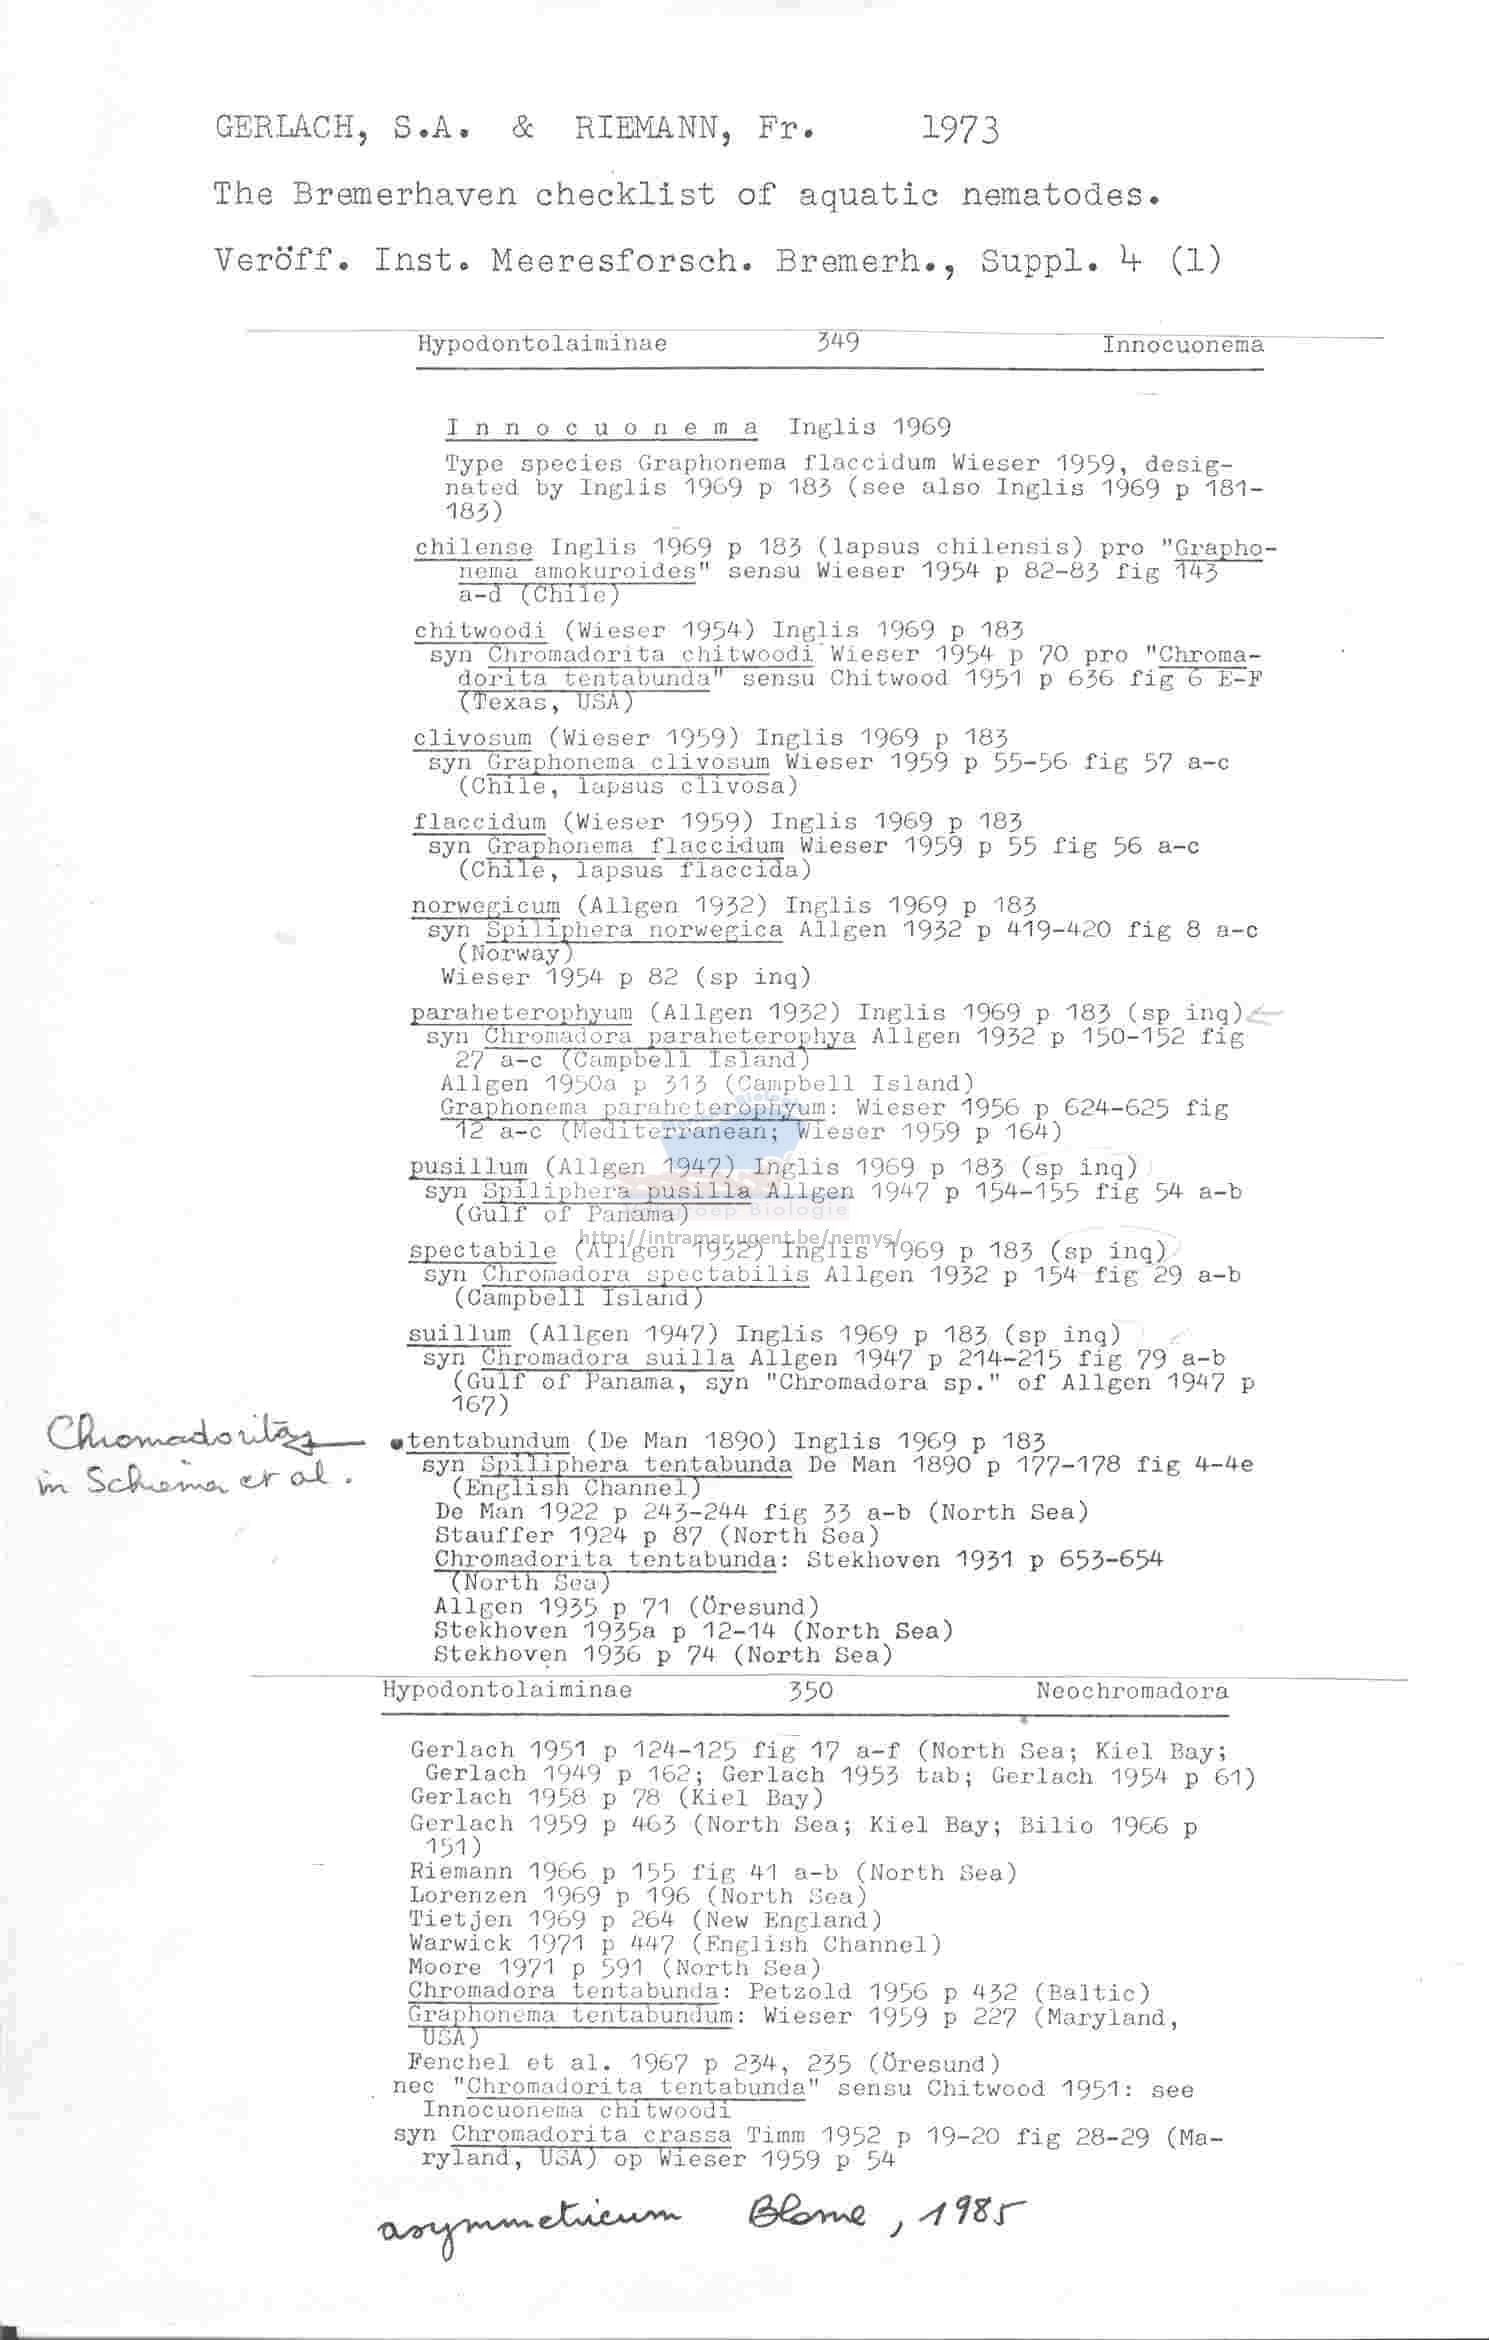 GERLACH, S.A. & RIEMANN, Fr. 1973
The Bremerhaven checklist of aquatic nematodes.
Veröff. Inst. Meeresforsch. Bremerh., Suppl. 4 (1)
Hypodontolaiminae 349 Innocuonema
I n n o c u o n e m a Inglis 1969
Type species Graphonema flaccidum Wieser 1959, desig-
nated by Inglis 1969 p 183 (see also Inglis 1969 p 181-
183)
chilense Inglis 1969 p 183 (lapsus chilensis) pro "Grapho-
nema amokuroides" sensu Wieser 1954 p 82-83 fig 143
a-d (Chile)
chitwoodi (Wieser 1954) Inglis 1969 p 183
syn Chromadorita chitwoodi Wieser 1954 p 70 pro "Chroma-
dorita tentabunda" sensu Chitwood 1951 p 636 fig 6 E-F
(Texas, USA)
clivosum (Wieser 1959) Inglis 1969 p 183
syn Graphonema clivosum Wieser 1959 p 55-56 fig 57 a-c
(Chile, lapsus clivosa)
flaccidum (Wieser 1959) Inglis 1969 p 183
syn Graphonema flaccidum Wieser 1959 p 55 fig 56 a-c
(Chile, lapsus flaccida)
norwegicum (Allgen 1932) Inglis 1969 p 183
syn Spiliphera norwegica Allgen 1932 p 419-420 fig 8 a-c
(Norway)
Wieser 1954 p 82 (sp inq)
paraheterophyum (Allgen 1932) Inglis 1969 p 183 (sp inq)
syn Chromadora paraheterophya Allgen 1932 p 150-152 fig
27 a-c (Campbell Island)
Allgen 1950a p 313 (Campbell Island)
Graphonema paraheterophyum: Wieser 1956 p 624-625 fig
12 a-c (Mediterranean; Wieser 1959 p 164)
pusillum (Allgen 1947) Inglis 1969 p 183 (sp inq)
syn Spiliphera pusilla Allgen 1947 p 154-155 fig 54 a-b
(Gulf of Panama)
http://intramar.ugent.be/nemys/
spectabile (Allgen 1932) Inglis 1969 p 183 (sp inq)
syn Chromadora spectabilis Allgen 1932 p 154 fig 29 a-b
(Campbell Island)
suillum (Allgen 1947) Inglis 1969 p 183 (sp inq)
syn Chromadora suilla Allgen 1947 p 214-215 fig 79 a-b
(Gulf of Panama, syn "Chromadora sp." of Allgen 1947 p
167)
tentabundum (De Man 1890) Inglis 1969 p 183
syn Spiliphera tentabunda De Man 1890 p 177-178 fig 4-4e
(English Channel)
De Man 1922 p 243-244 fig 33 a-b (North Sea)
Stauffer 1924 p 87 (North Sea)
Chromadorita tentabunda: Stekhoven 1931 p 653-654
(North Sea)
Allgen 1935 p 71 (Öresund)
Stekhoven 1935a p 12-14 (North Sea)
Stekhoven 1936 p 74 (North Sea)
in et al.
Hypodontolaiminae 350 Neochromadora
Gerlach 1951 p 124-125 fig 17 a-f (North Sea; Kiel Bay;
Gerlach 1949 p 162; Gerlach 1953 tab; Gerlach 1954 p 61)
Gerlach 1958 p 78 (Kiel Bay)
Gerlach 1959 p 463 (North Sea; Kiel Bay; Bilio 1966 p
151)
Riemann 1966 p 155 fig 41 a-b (North Sea)
Lorenzen 1969 p 196 (North Sea)
Tietjen 1969 p 264 (New England)
Warwick 1971 p 447 (English Channel)
Moore 1971 p 591 (North Sea)
Chromadora tentabunda: Petzold 1956 p 432 (Baltic)
Graphonema tentabundum: Wieser 1959 p 227 (Maryland,
USA)
Fenchel et al. 1967 p 234, 235 (Öresund)
nec "Chromadorita tentabunda" sensu Chitwood 1951: see
Innocuonema chitwoodi
syn Chromadorita crassa Timm 1952 p 19-20 fig 28-29 (Ma-
ryland, USA) op Wieser 1959 p 54
asymmetricum Blome, 1985